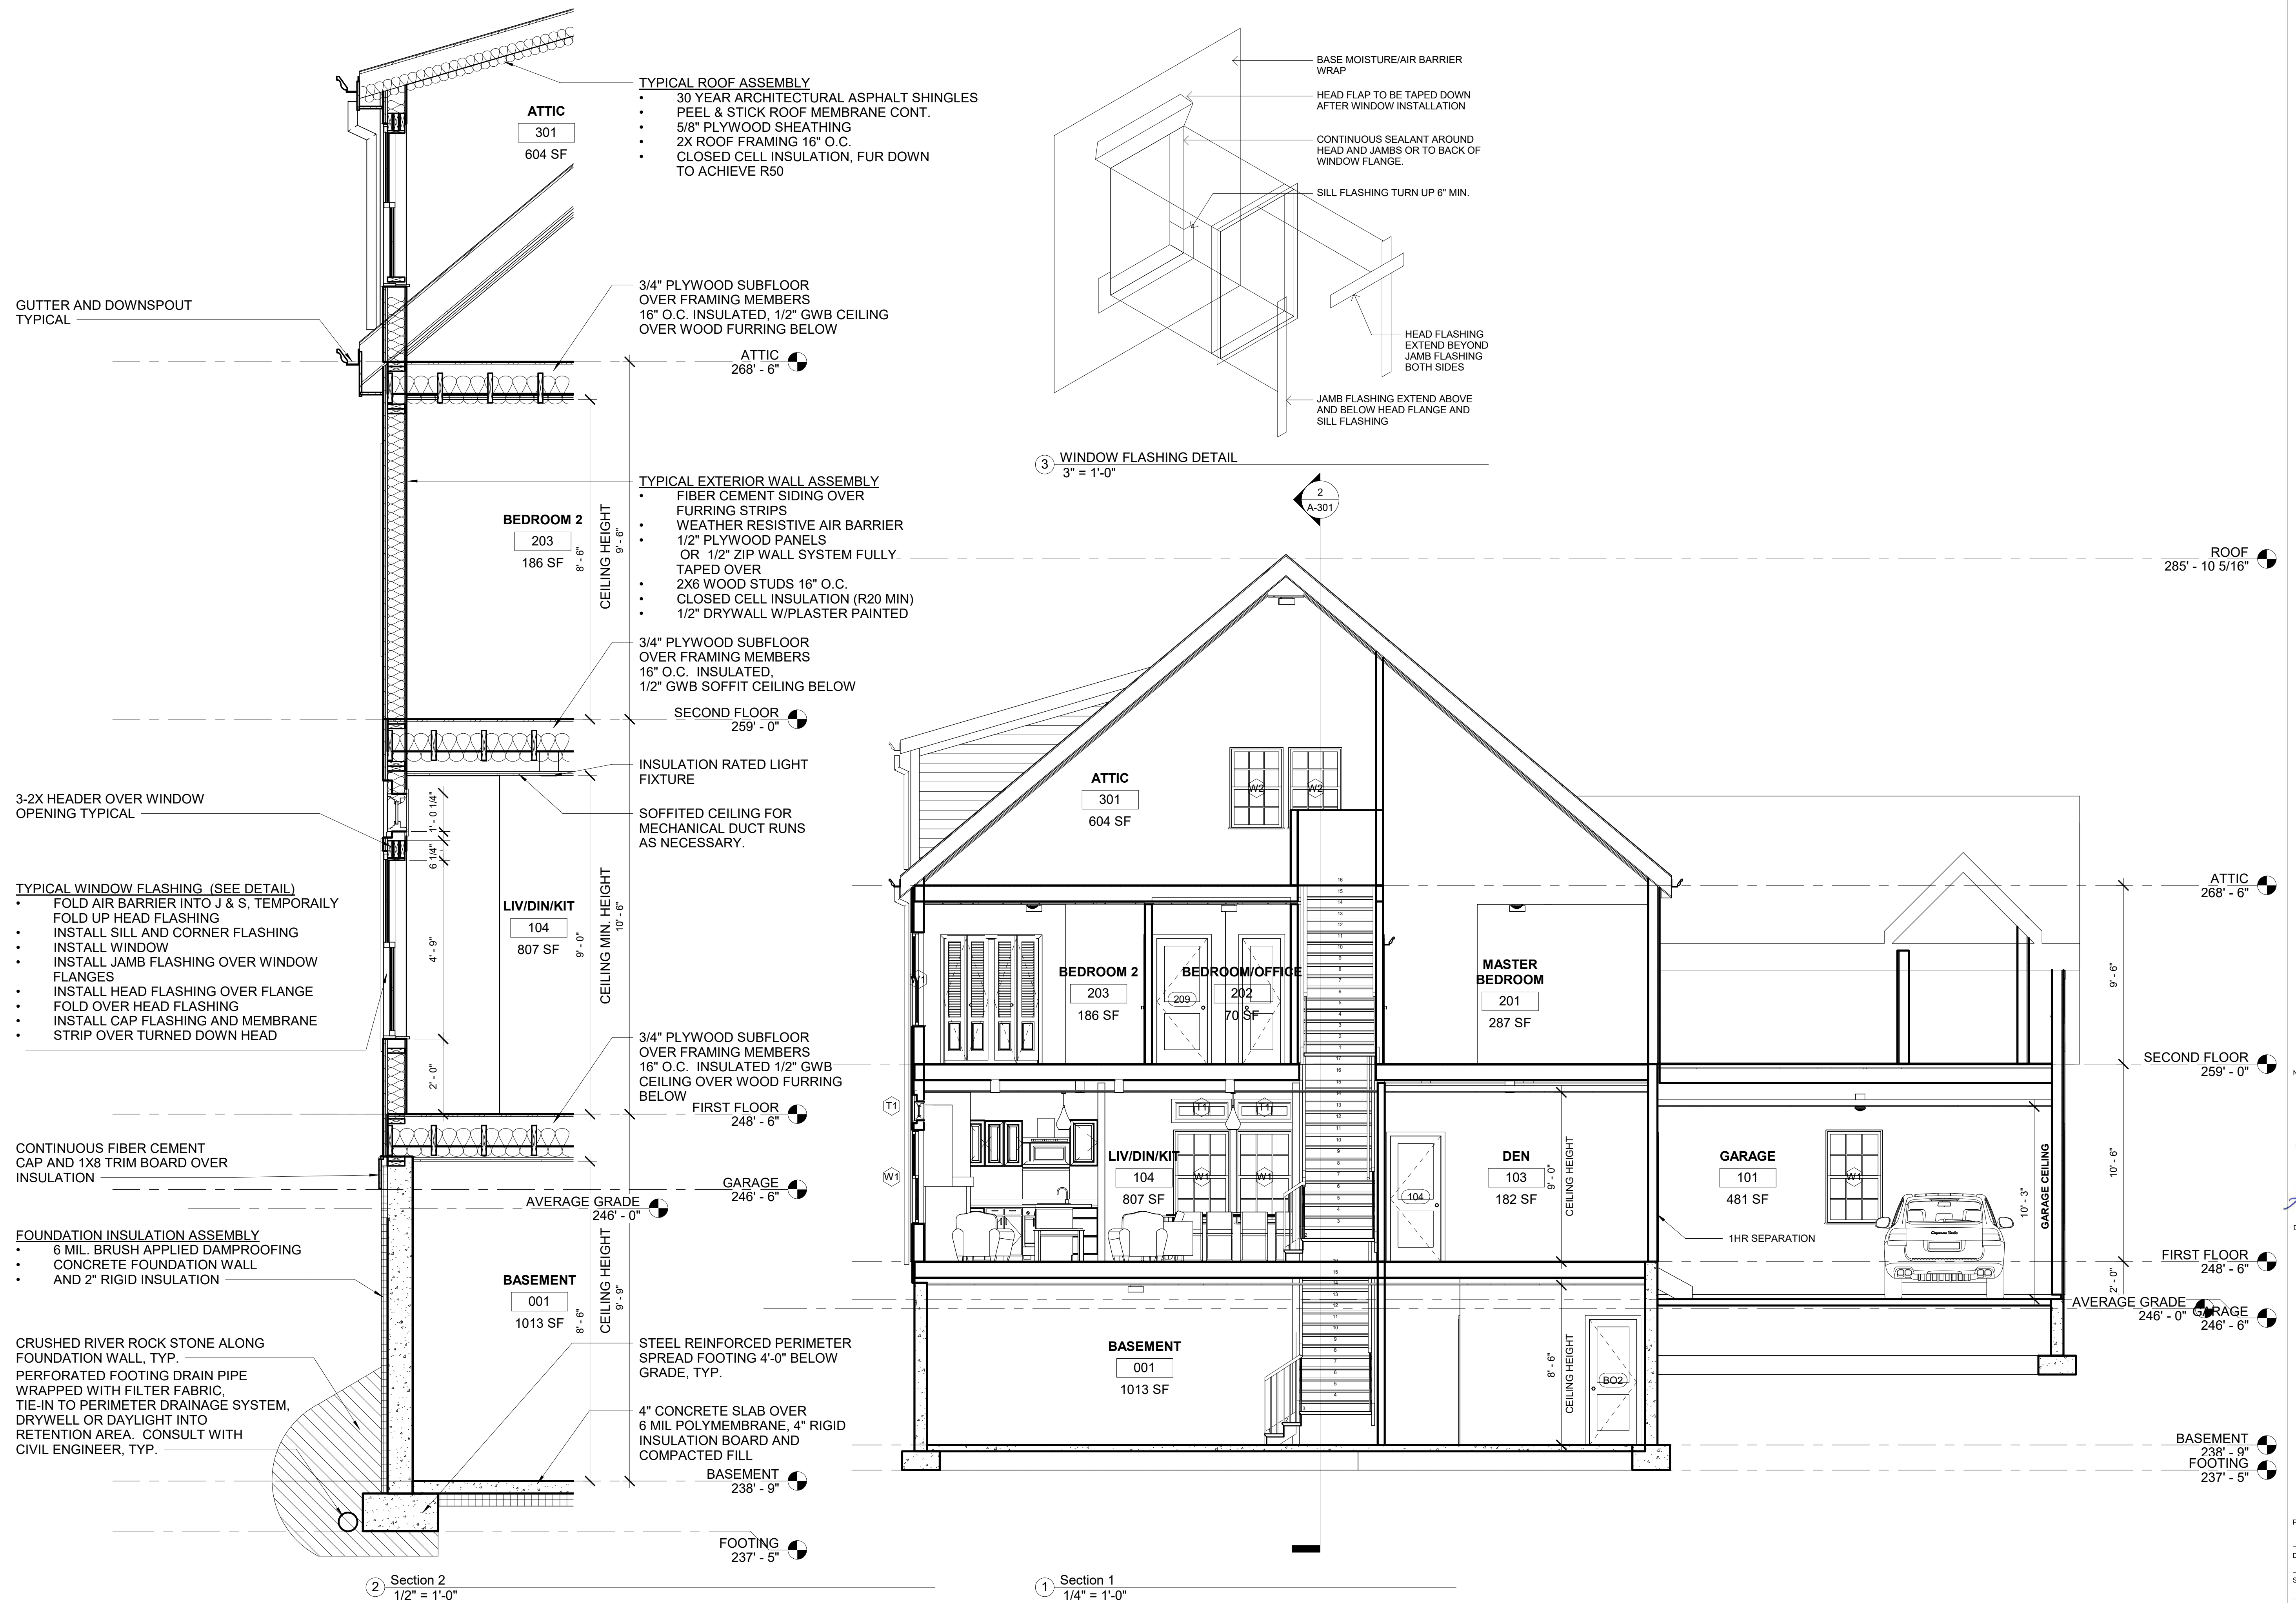 TYPICAL ROOF ASSEMBLY
• 30 YEAR ARCHITECTURAL ASPHALT SHINGLES
• PEEL & STICK ROOF MEMBRANE CONT.
• 5/8" PLYWOOD SHEATHING
• 2X ROOF FRAMING 16" O.C.
• CLOSED CELL INSULATION, FUR DOWN
TO ACHIEVE R50
ATTIC
301
604 SF
GUTTER AND DOWNSPOUT
TYPICAL
3/4" PLYWOOD SUBFLOOR
OVER FRAMING MEMBERS
16" O.C. INSULATED, 1/2" GWB CEILING
OVER WOOD FURRING BELOW
ATTIC
268' - 6"
TYPICAL EXTERIOR WALL ASSEMBLY
• FIBER CEMENT SIDING OVER
FURRING STRIPS
• WEATHER RESISTIVE AIR BARRIER
• 1/2" PLYWOOD PANELS
OR 1/2" ZIP WALL SYSTEM FULLY
TAPED OVER
• 2X6 WOOD STUDS 16" O.C.
• CLOSED CELL INSULATION (R20 MIN)
• 1/2" DRYWALL W/PLASTER PAINTED
BEDROOM 2
203
186 SF
8' - 6"
CEILING HEIGHT
9' - 6"
3/4" PLYWOOD SUBFLOOR
OVER FRAMING MEMBERS
16" O.C. INSULATED,
1/2" GWB SOFFIT CEILING BELOW
SECOND FLOOR
259' - 0"
INSULATION RATED LIGHT
FIXTURE
3-2X HEADER OVER WINDOW
OPENING TYPICAL
SOFFITED CEILING FOR
MECHANICAL DUCT RUNS
AS NECESSARY.
1' - 0 1/4"
6 1/4"
4' - 9"
2' - 0"
TYPICAL WINDOW FLASHING (SEE DETAIL)
• FOLD AIR BARRIER INTO J & S, TEMPORAILY
FOLD UP HEAD FLASHING
• INSTALL SILL AND CORNER FLASHING
• INSTALL WINDOW
• INSTALL JAMB FLASHING OVER WINDOW
FLANGES
• INSTALL HEAD FLASHING OVER FLANGE
• FOLD OVER HEAD FLASHING
• INSTALL CAP FLASHING AND MEMBRANE
• STRIP OVER TURNED DOWN HEAD
LIV/DIN/KIT
104
807 SF
9' - 0"
CEILING MIN. HEIGHT
10' - 6"
3/4" PLYWOOD SUBFLOOR
OVER FRAMING MEMBERS
16" O.C. INSULATED 1/2" GWB
CEILING OVER WOOD FURRING
BELOW
FIRST FLOOR
248' - 6"
CONTINUOUS FIBER CEMENT
CAP AND 1X8 TRIM BOARD OVER
INSULATION
GARAGE
246' - 6"
AVERAGE GRADE
246' - 0"
FOUNDATION INSULATION ASSEMBLY
• 6 MIL. BRUSH APPLIED DAMPROOFING
• CONCRETE FOUNDATION WALL
• AND 2" RIGID INSULATION
BASEMENT
001
1013 SF
8' - 6"
CEILING HEIGHT
9' - 9"
CRUSHED RIVER ROCK STONE ALONG
FOUNDATION WALL, TYP.
PERFORATED FOOTING DRAIN PIPE
WRAPPED WITH FILTER FABRIC,
TIE-IN TO PERIMETER DRAINAGE SYSTEM,
DRYWELL OR DAYLIGHT INTO
RETENTION AREA. CONSULT WITH
CIVIL ENGINEER, TYP.
STEEL REINFORCED PERIMETER
SPREAD FOOTING 4'-0" BELOW
GRADE, TYP.
4" CONCRETE SLAB OVER
6 MIL POLYMEMBRANE, 4" RIGID
INSULATION BOARD AND
COMPACTED FILL
BASEMENT
238' - 9"
FOOTING
237' - 5"
2 Section 2
1/2" = 1'-0"
BASE MOISTURE/AIR BARRIER
WRAP
HEAD FLAP TO BE TAPED DOWN
AFTER WINDOW INSTALLATION
CONTINUOUS SEALANT AROUND
HEAD AND JAMBS OR TO BACK OF
WINDOW FLANGE.
SILL FLASHING TURN UP 6" MIN.
HEAD FLASHING
EXTEND BEYOND
JAMB FLASHING
BOTH SIDES
JAMB FLASHING EXTEND ABOVE
AND BELOW HEAD FLANGE AND
SILL FLASHING
3 WINDOW FLASHING DETAIL
3" = 1'-0"
2
A-301
ROOF
285' - 10 5/16"
ATTIC
301
604 SF
W2 W2
ATTIC
268' - 6"
9' - 6"
BEDROOM 2
203
186 SF
BEDROOM/OFFICE
202
70 SF
209
MASTER
BEDROOM
201
287 SF
W1
SECOND FLOOR
259' - 0"
T1
T1 T1
W1
LIV/DIN/KIT
104
807 SF
W1 W1
104
DEN
103
182 SF
9' - 0"
CEILING HEIGHT
GARAGE
101
481 SF
W1
10' - 3"
GARAGE CEILING
10' - 6"
1HR SEPARATION
FIRST FLOOR
248' - 6"
2' - 0"
AVERAGE GRADE
246' - 0"
GARAGE
246' - 6"
BASEMENT
001
1013 SF
8' - 6"
CEILING HEIGHT
BO2
BASEMENT
238' - 9"
FOOTING
237' - 5"
1 Section 1
1/4" = 1'-0"